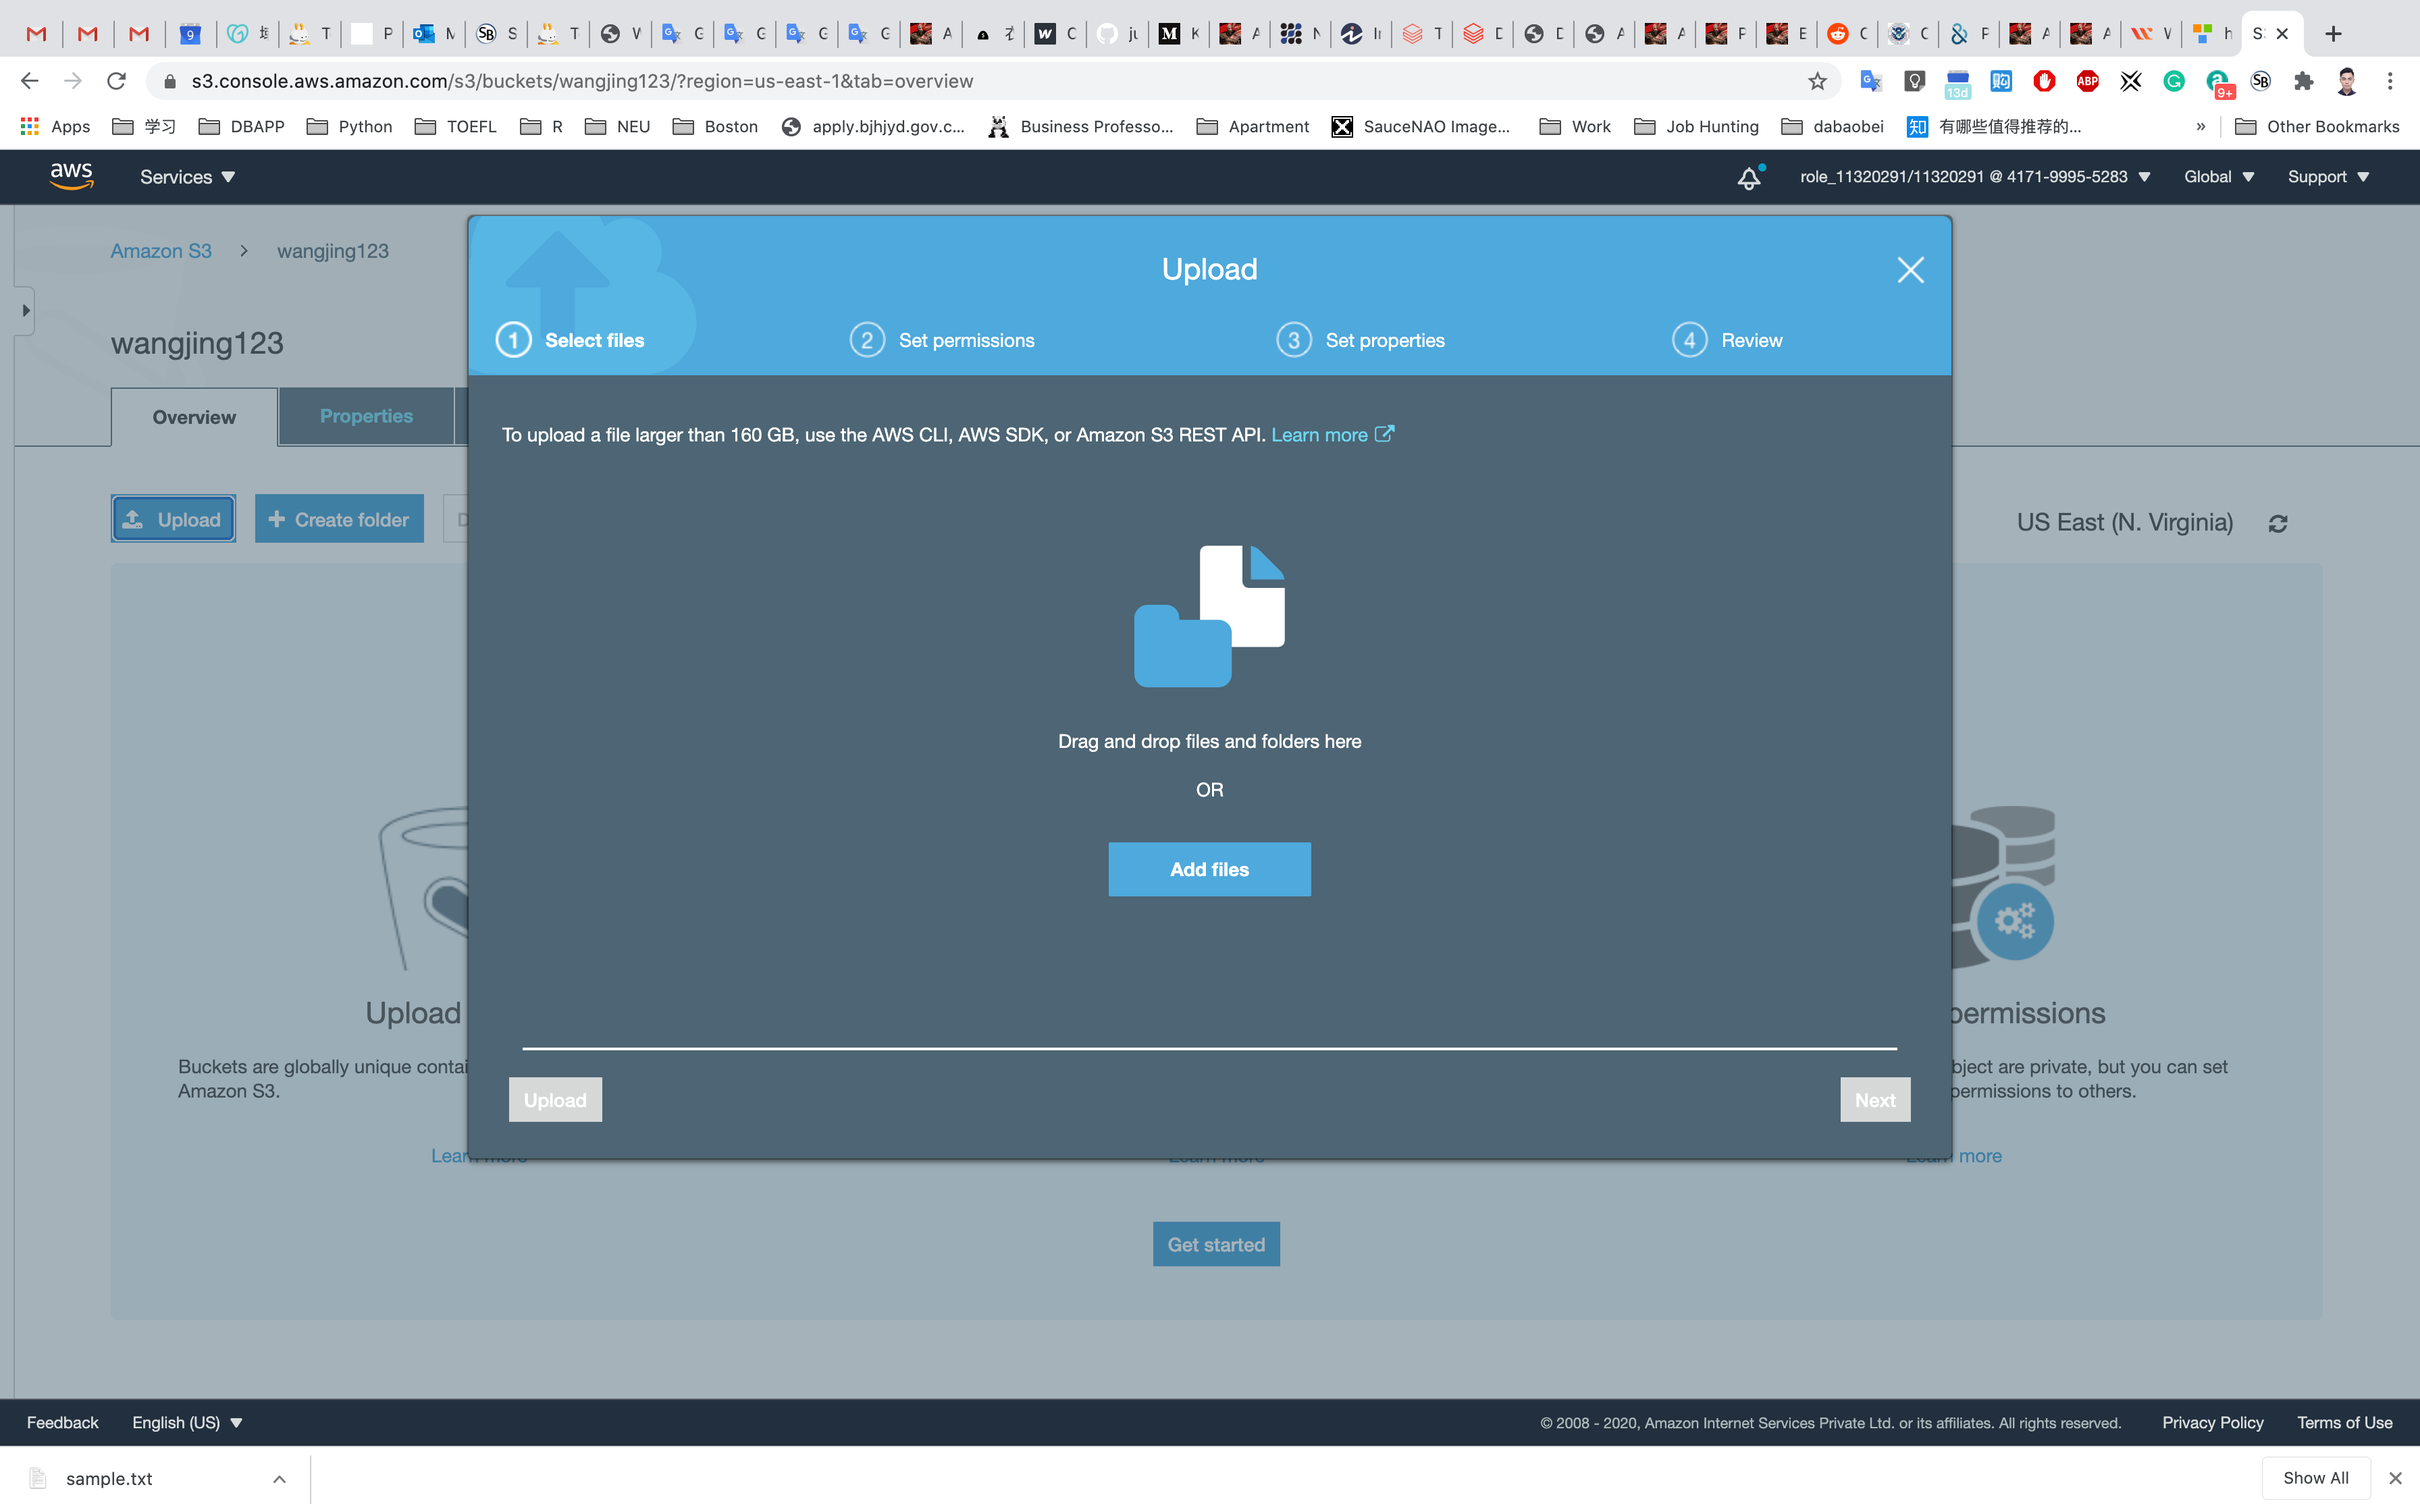 s3.console.aws.amazon.com/s3/buckets/wangjing123/?region=us-east-1&tab=overview
13d
ABP
9+
Apps 学习 DBAPP Python TOEFL R NEU Boston apply.bjhjyd.gov.c... Business Professo... Apartment SauceNAO Image... Work Job Hunting dabaobei 有哪些值得推荐的... » Other Bookmarks
aws Services role_11320291/11320291 @ 4171-9995-5283 Global Support
Amazon S3 > wangjing123
wangjing123
Overview Properties
Upload Create folder
US East (N. Virginia)
Upload
1 Select files 2 Set permissions 3 Set properties 4 Review
To upload a file larger than 160 GB, use the AWS CLI, AWS SDK, or Amazon S3 REST API. Learn more
Drag and drop files and folders here
OR
Add files
Upload Next
Upload
Buckets are globally unique contai
Amazon S3.
permissions
bject are private, but you can set
permissions to others.
Learn more Learn more Learn more
Get started
Feedback English (US) © 2008 - 2020, Amazon Internet Services Private Ltd. or its affiliates. All rights reserved. Privacy Policy Terms of Use
sample.txt Show All